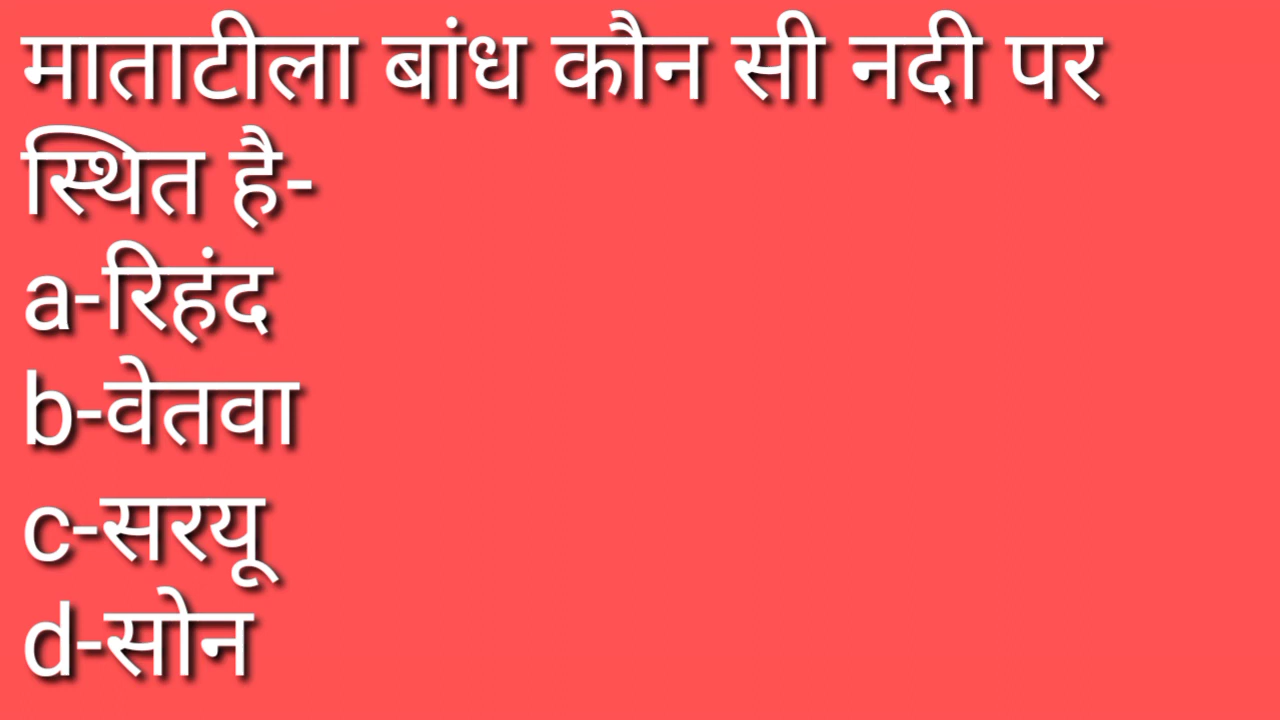 माताटीला बांध कौन सी नदी पर
स्थित है-
a-रिहंद
b-वेतवा
c-सरयू
d-सोन